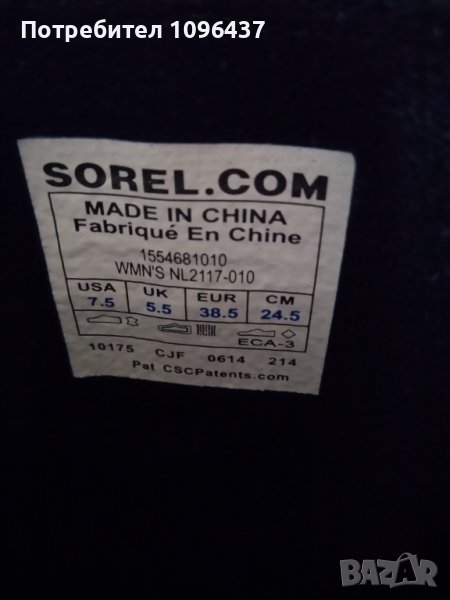 Потребител 1096437
SOREL.COM
MADE IN CHINA
Fabriqué En Chine
1554681010
WMN'S NL2117-010
USA UK EUR CM
7.5 5.5 38.5 24.5
ECA-3
10175 CJF 0614 214
Pat CSCPatents.com
BAZAR